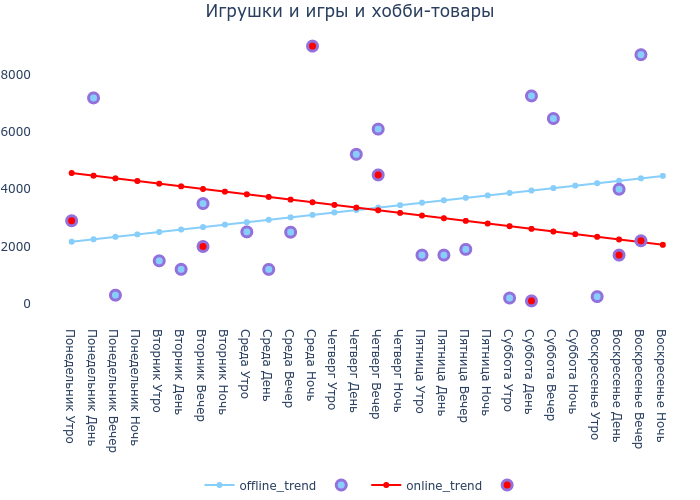 Игрушки и игры и хобби-товары
8000
6000
4000
2000
0
Понедельник Утро
Понедельник День
Понедельник Вечер
Понедельник Ночь
Вторник Утро
Вторник День
Вторник Вечер
Вторник Ночь
Среда Утро
Среда День
Среда Вечер
Среда Ночь
Четверг Утро
Четверг День
Четверг Вечер
Четверг Ночь
Пятница Утро
Пятница День
Пятница Вечер
Пятница Ночь
Суббота Утро
Суббота День
Суббота Вечер
Суббота Ночь
Воскресенье Утро
Воскресенье День
Воскресенье Вечер
Воскресенье Ночь
offline_trend online_trend